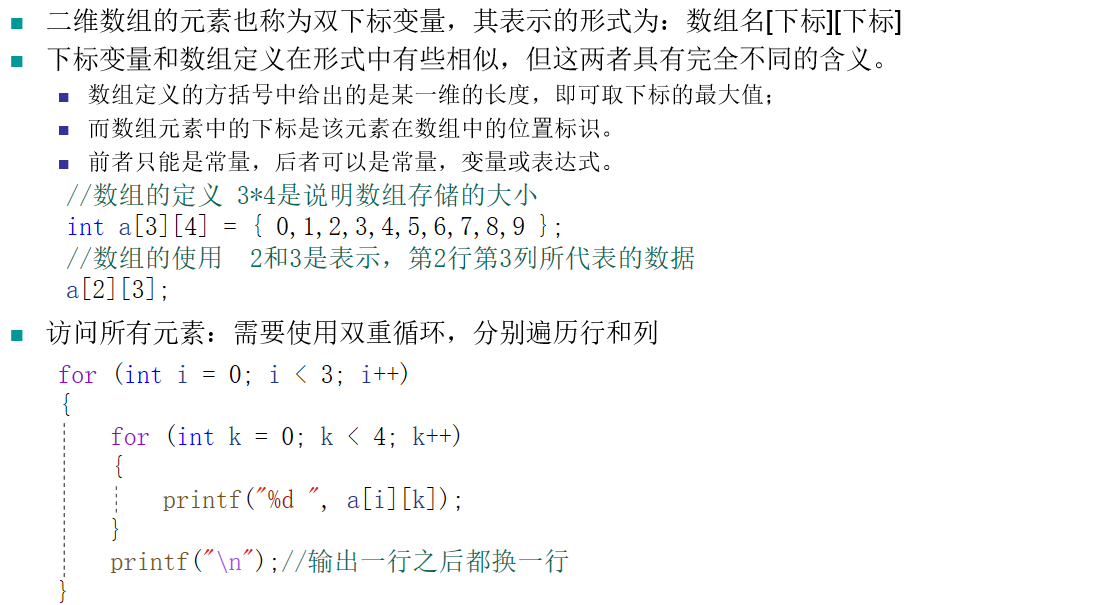 二维数组的元素也称为双下标变量，其表示的形式为：数组名[下标][下标]
下标变量和数组定义在形式中有些相似，但这两者具有完全不同的含义。
数组定义的方括号中给出的是某一维的长度，即可取下标的最大值；
而数组元素中的下标是该元素在数组中的位置标识。
前者只能是常量，后者可以是常量，变量或表达式。
//数组的定义 3*4是说明数组存储的大小
int a[3][4] = { 0,1,2,3,4,5,6,7,8,9 };
//数组的使用  2和3是表示，第2行第3列所代表的数据
a[2][3];
访问所有元素：需要使用双重循环，分别遍历行和列
for (int i = 0; i < 3; i++)
{
for (int k = 0; k < 4; k++)
{
printf("%d ", a[i][k]);
}
printf("\n");//输出一行之后都换一行
}